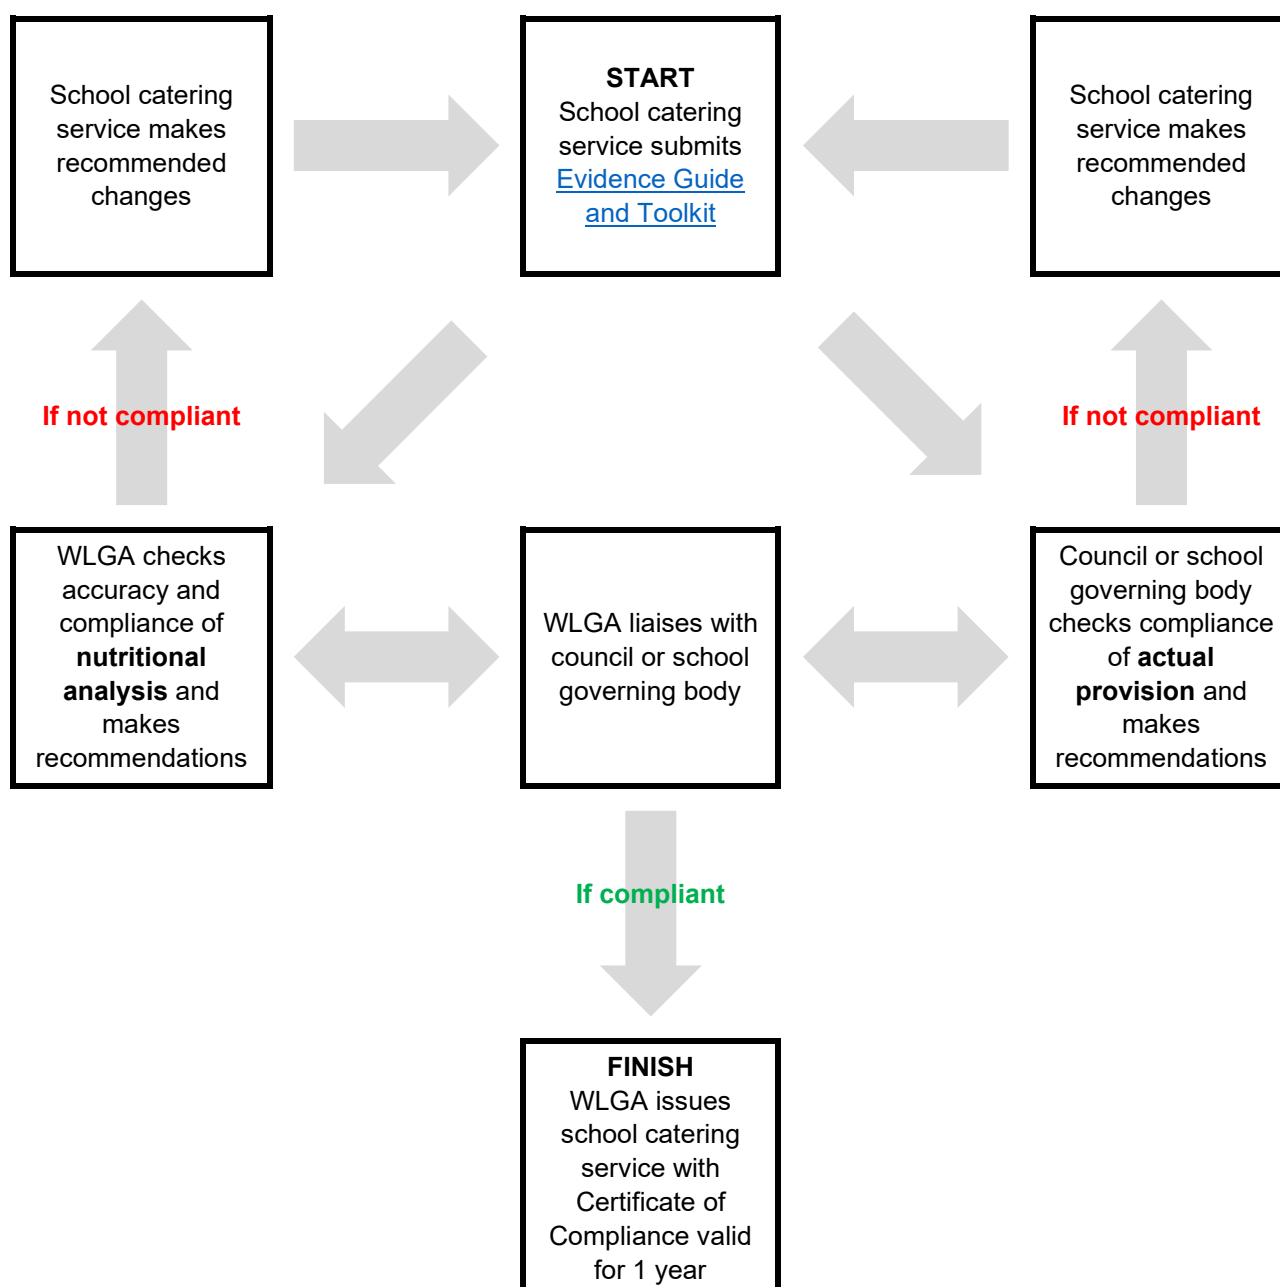 School catering
service makes
recommended
changes
START
School catering
service submits
Evidence Guide
and Toolkit
School catering
service makes
recommended
changes
If not compliant
If not compliant
WLGA checks
accuracy and
compliance of
nutritional
analysis and
makes
recommendations
WLGA liaises with
council or school
governing body
Council or school
governing body
checks compliance
of actual
provision and
makes
recommendations
If compliant
FINISH
WLGA issues
school catering
service with
Certificate of
Compliance valid
for 1 year